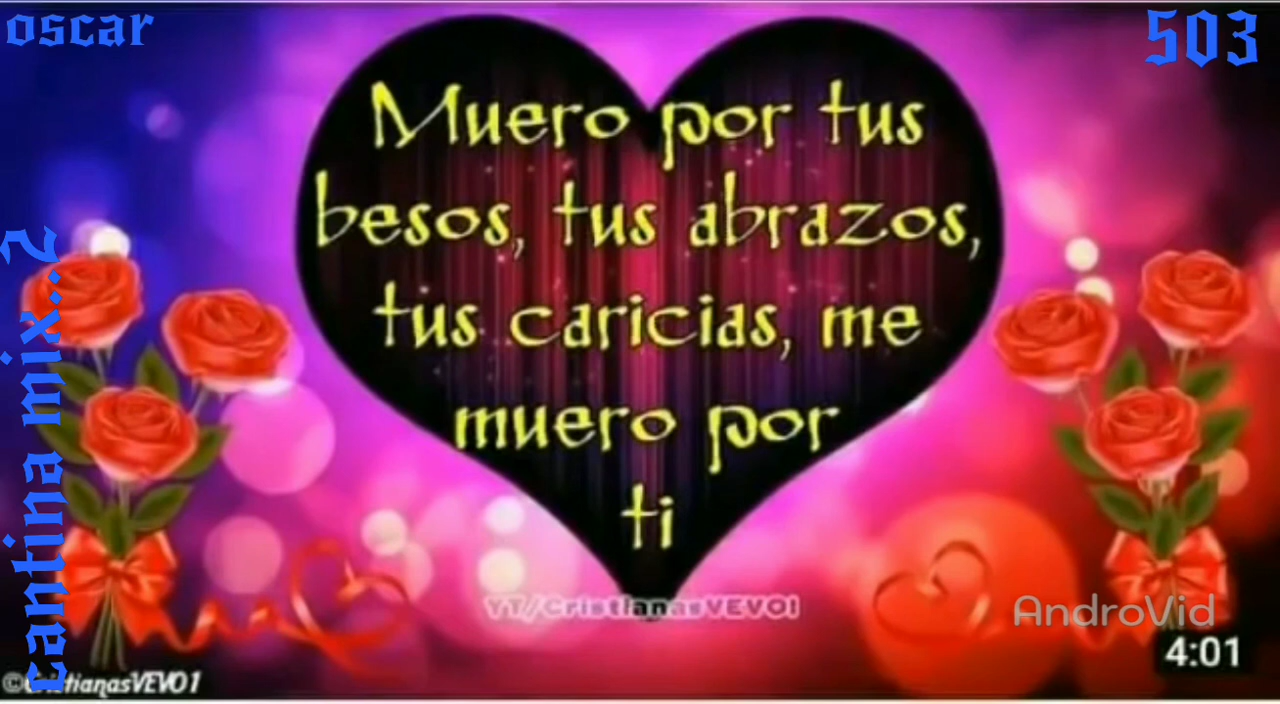 oscar
503
Muero por tus
besos, tus abrazos,
tus caricias, me
muero por
ti
cantina mix...2
YT/CristianasVEVO1
AndroVid
4:01
©CristianasVEVO1